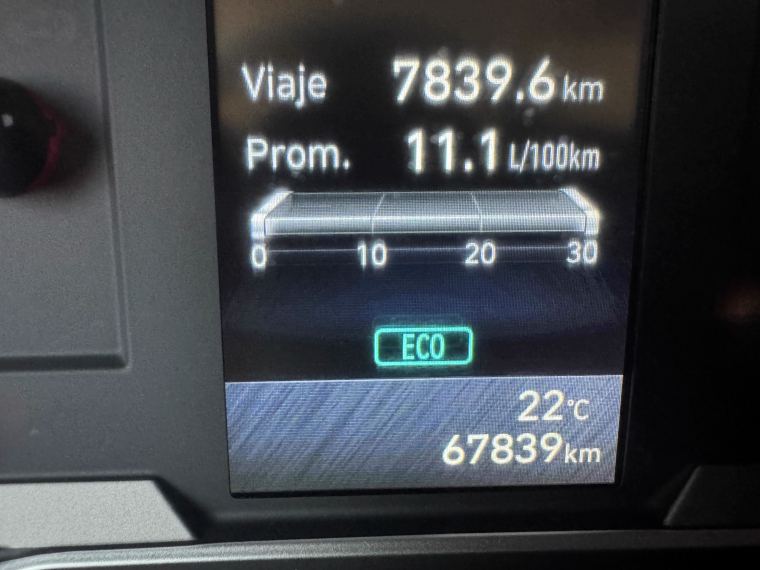 Viaje 7839.6 km
Prom. 11.1 L/100km
0 10 20 30
ECO
22°C
67839km